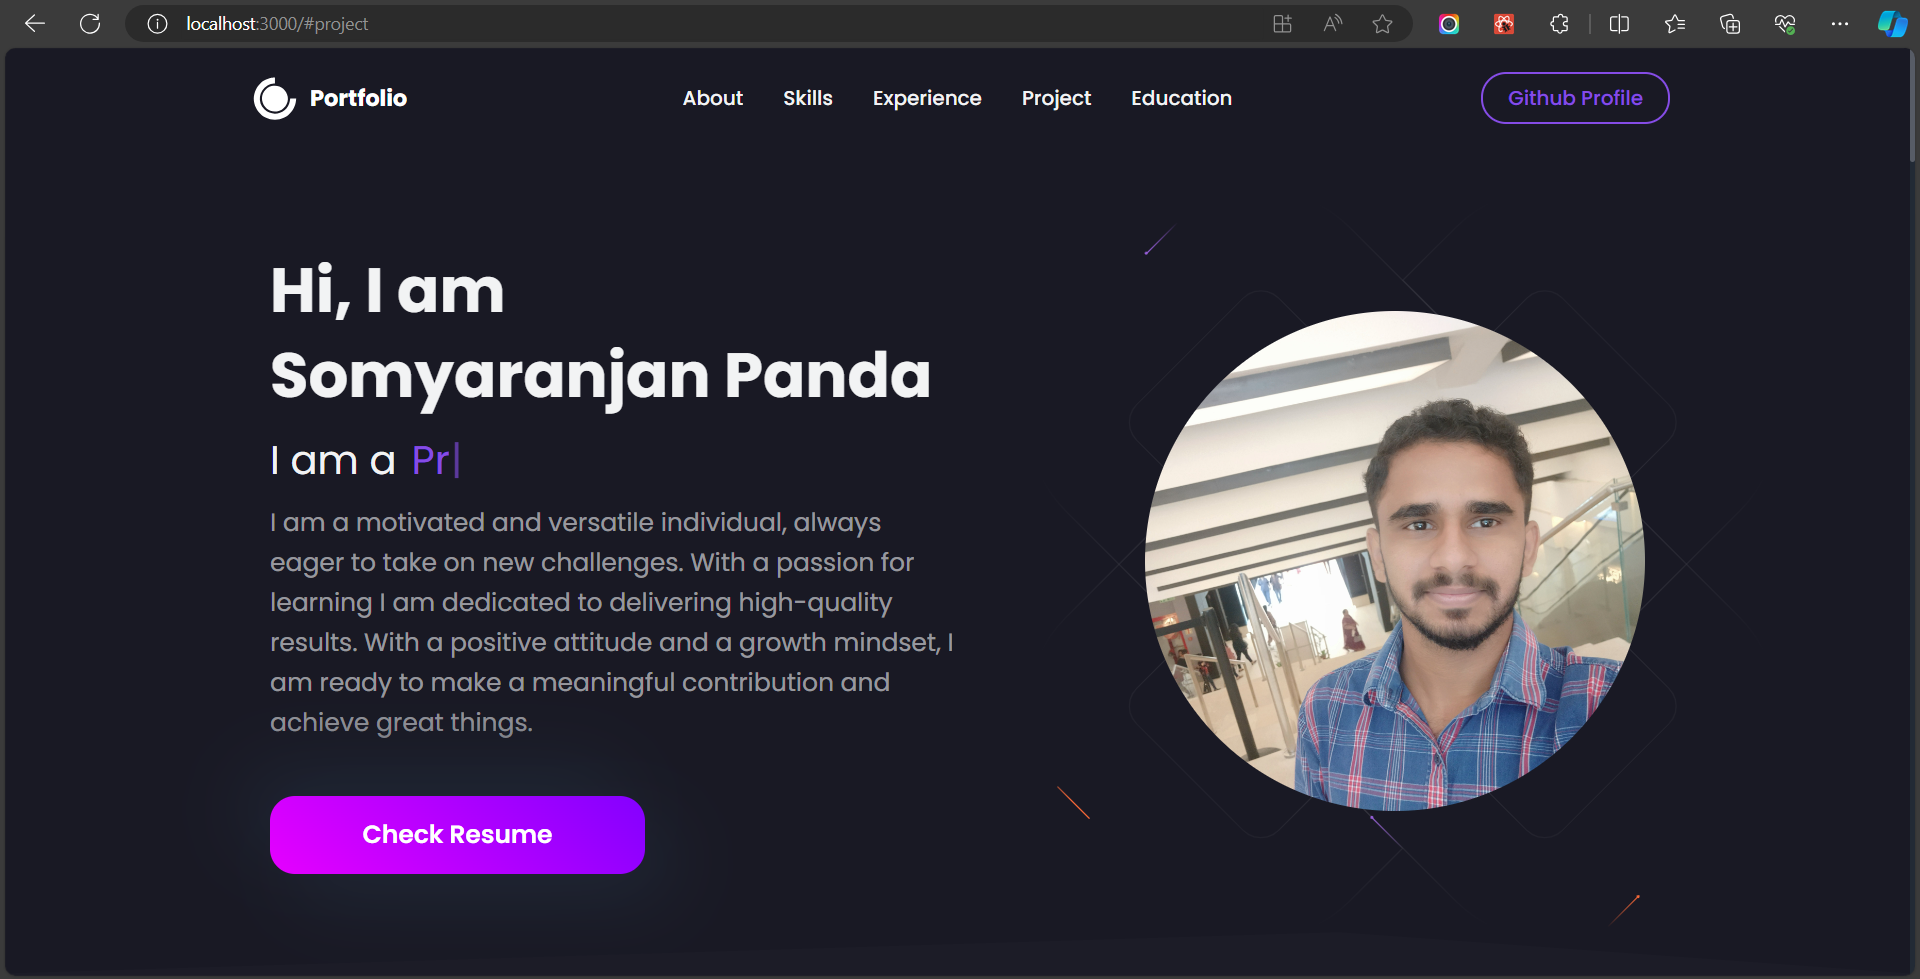 localhost:3000/#project
Portfolio
About Skills Experience Project Education
Github Profile
Hi, I am
Somyaranjan Panda
I am a Pr|
I am a motivated and versatile individual, always
eager to take on new challenges. With a passion for
learning I am dedicated to delivering high-quality
results. With a positive attitude and a growth mindset, I
am ready to make a meaningful contribution and
achieve great things.
Check Resume